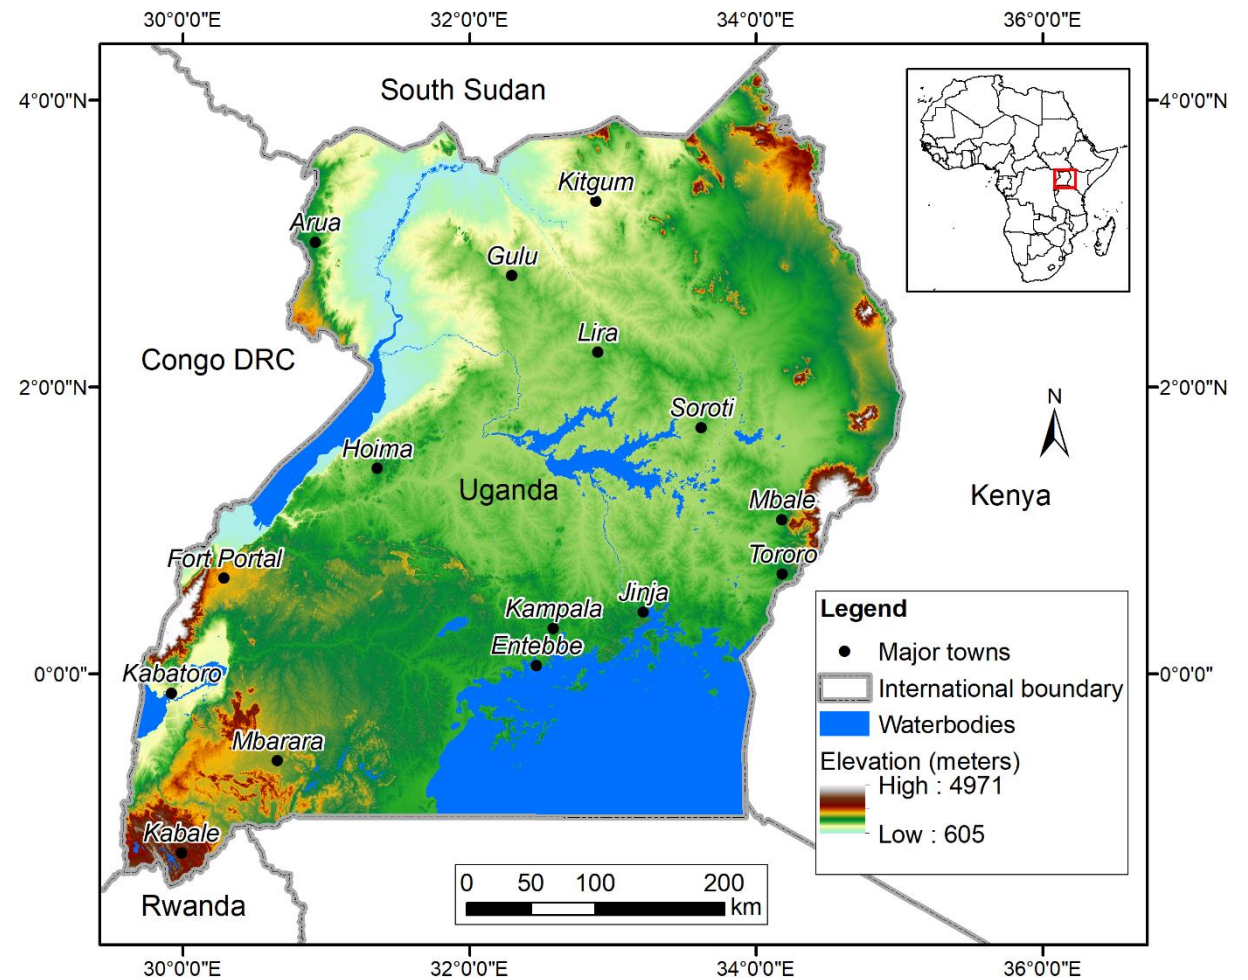 30°0'0"E
32°0'0"E
34°0'0"E
36°0'0"E
4°0'0"N
4°0'0"N
South Sudan
Kitgum
Arua
Gulu
Lira
Congo DRC
2°0'0"N
2°0'0"N
Soroti
N
Hoima
Uganda
Kenya
Mbale
Fort Portal
Tororo
Jinja
Kampala
Entebbe
Kabatoro
0°0'0"
0°0'0"
Mbarara
Kabale
Rwanda
Legend
Major towns
International boundary
Waterbodies
Elevation (meters)
High : 4971
Low : 605
0 50 100 200
km
30°0'0"E
32°0'0"E
34°0'0"E
36°0'0"E